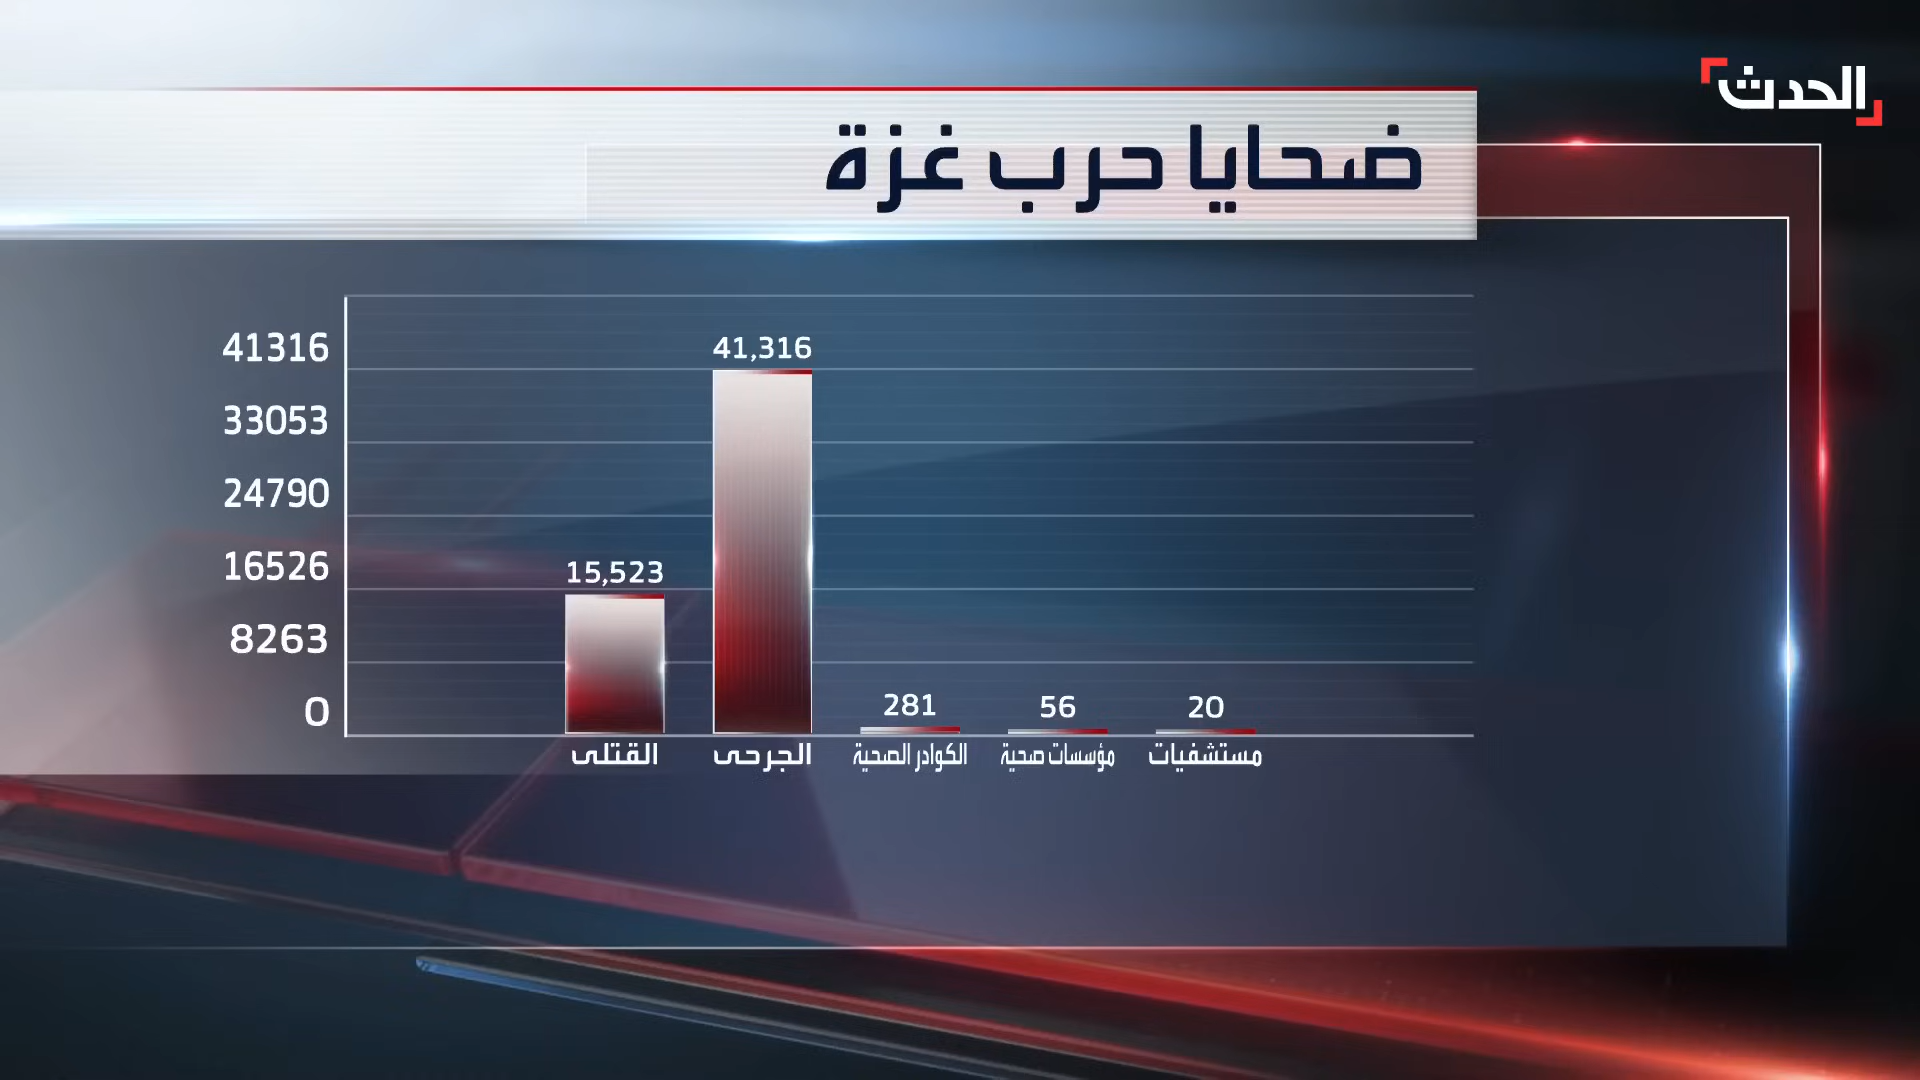 الحدث
ضحايا حرب غزة
41316
33053
24790
16526
8263
0
15,523
41,316
281
56
20
القتلى
الجرحى
الكوادر الصحية
مؤسسات صحية
مستشفيات